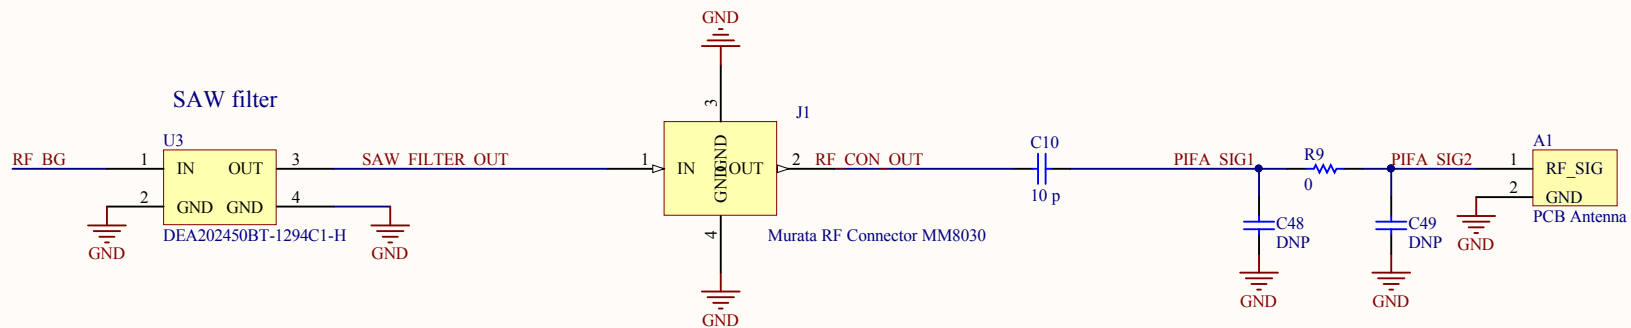 GND
SAW filter
3
J1
U3
C10
A1
RF_BG
1
IN
OUT
3
SAW_FILTER_OUT
1
IN
GND
GND
OUT
2
RF_CON_OUT
10 p
PIFA_SIG1
R9
0
PIFA_SIG2
1
RF_SIG
2
GND
GND
4
2
GND
GND
PCB Antenna
GND
DEA202450BT-1294C1-H
GND
4
Murata RF Connector MM8030
C48
DNP
C49
DNP
GND
GND
GND
GND